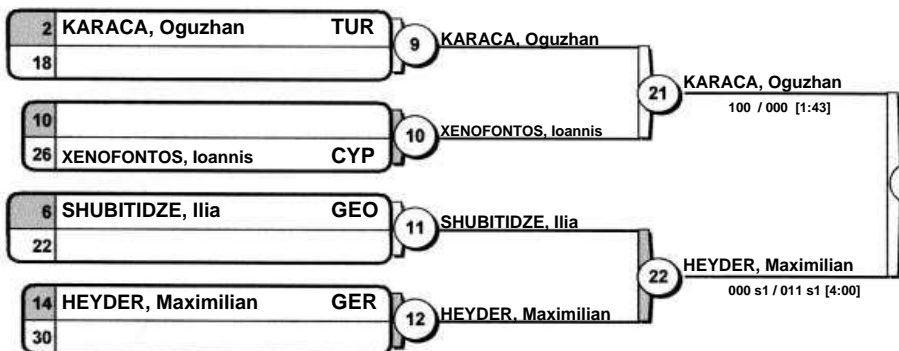 2 KARACA, Oguzhan TUR
18
9 KARACA, Oguzhan
10
26 XENOFONTOS, Ioannis CYP
10 XENOFONTOS, Ioannis
21 KARACA, Oguzhan
100 / 000 [1:43]
6 SHUBITIDZE, Ilia GEO
22
11 SHUBITIDZE, Ilia
14 HEYDER, Maximilian GER
30
12 HEYDER, Maximilian
22 HEYDER, Maximilian
000 s1 / 011 s1 [4:00]